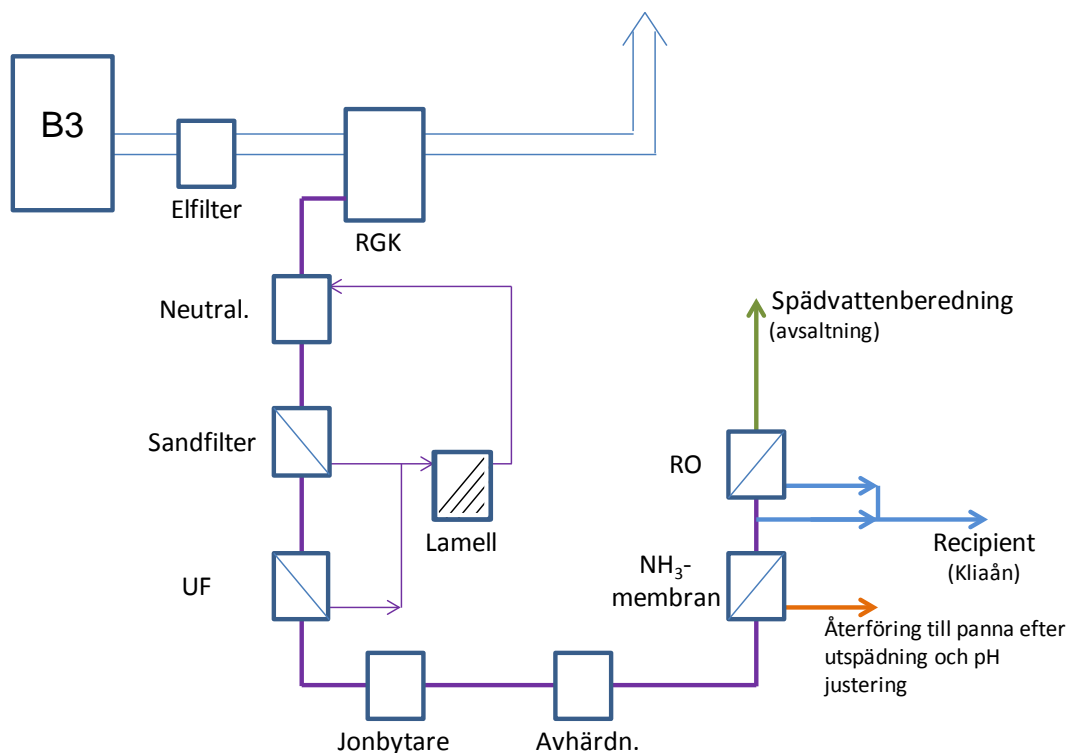 B3
Elfilter
RGK
Neutral.
Spädvattenberedning
(avsaltning)
Sandfilter
RO
Lamell
Recipient
(Kliaån)
UF
NH₃-
membran
Återföring till panna efter
utspädning och pH
justering
Jonbytare
Avhärdn.